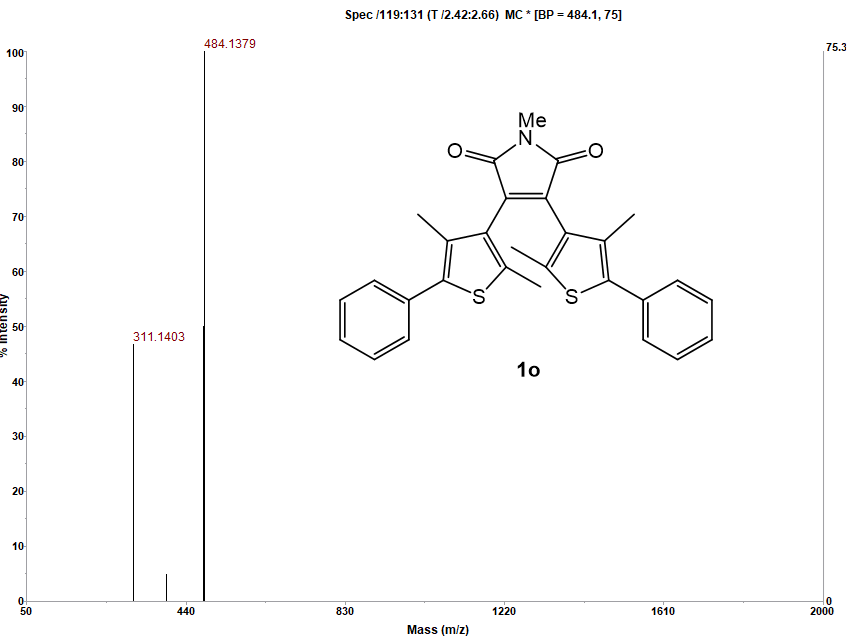 Spec /119:131 (T /2.42:2.66) MC * [BP = 484.1, 75]
484.1379
100
75.3
90
80
70
60
50
40
30
20
10
0
% Intensity
311.1403
Me
N
O
O
S
S
1o
0
50
440
830
1220
1610
2000
Mass (m/z)